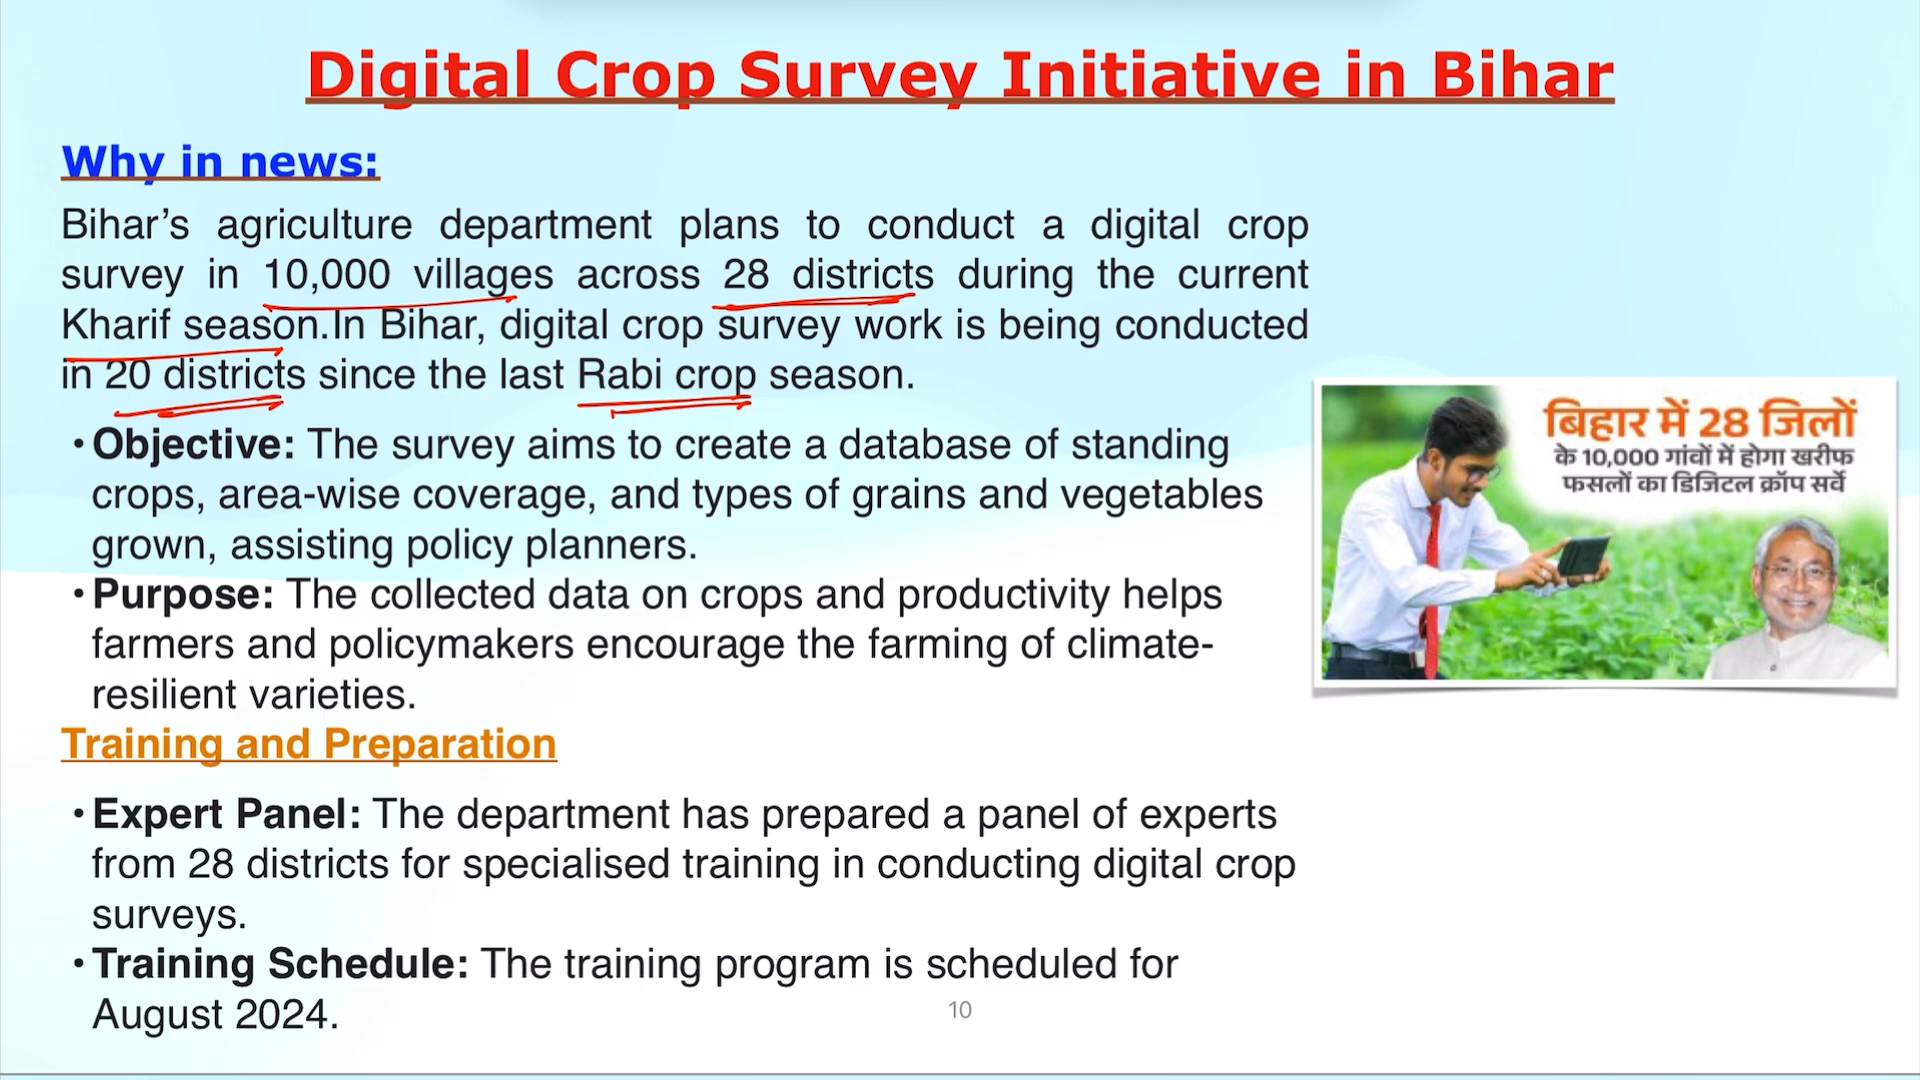 Digital Crop Survey Initiative in Bihar
Why in news:
Bihar’s agriculture department plans to conduct a digital crop
survey in 10,000 villages across 28 districts during the current
Kharif season.In Bihar, digital crop survey work is being conducted
in 20 districts since the last Rabi crop season.
• Objective: The survey aims to create a database of standing
crops, area-wise coverage, and types of grains and vegetables
grown, assisting policy planners.
• Purpose: The collected data on crops and productivity helps
farmers and policymakers encourage the farming of climate-
resilient varieties.
बिहार में 28 जिलों
के 10,000 गांवों में होगा खरीफ
फसलों का डिजिटल क्रॉप सर्वे
Training and Preparation
• Expert Panel: The department has prepared a panel of experts
from 28 districts for specialised training in conducting digital crop
surveys.
• Training Schedule: The training program is scheduled for
August 2024.
10